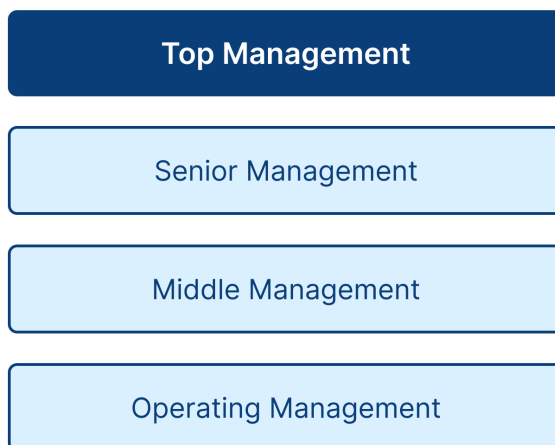 Top Management
Senior Management
Middle Management
Operating Management